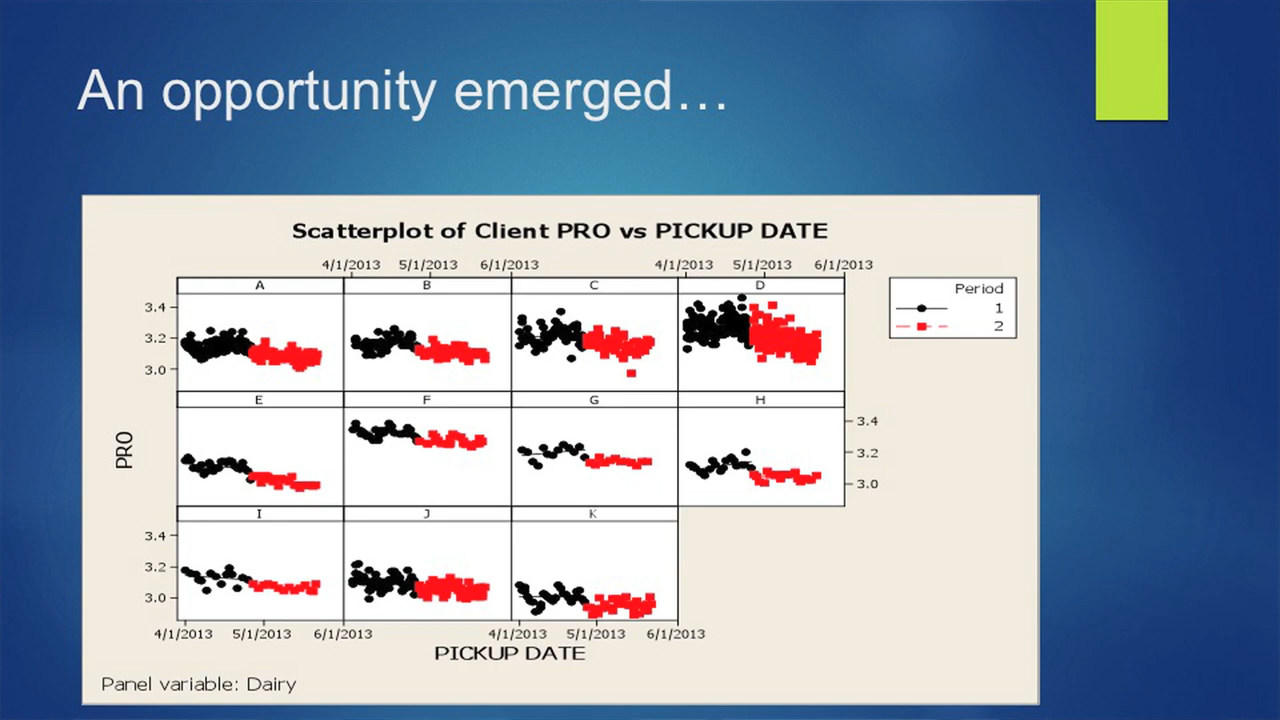 An opportunity emerged…
Scatterplot of Client PRO vs PICKUP DATE
4/1/2013 5/1/2013 6/1/2013 4/1/2013 5/1/2013 6/1/2013
A B C D
Period
1
2
3.4
3.2
3.0
E F G H
PRO
3.4
3.2
3.0
I J K
3.4
3.2
3.0
4/1/2013 5/1/2013 6/1/2013 4/1/2013 5/1/2013 6/1/2013
PICKUP DATE
Panel variable: Dairy